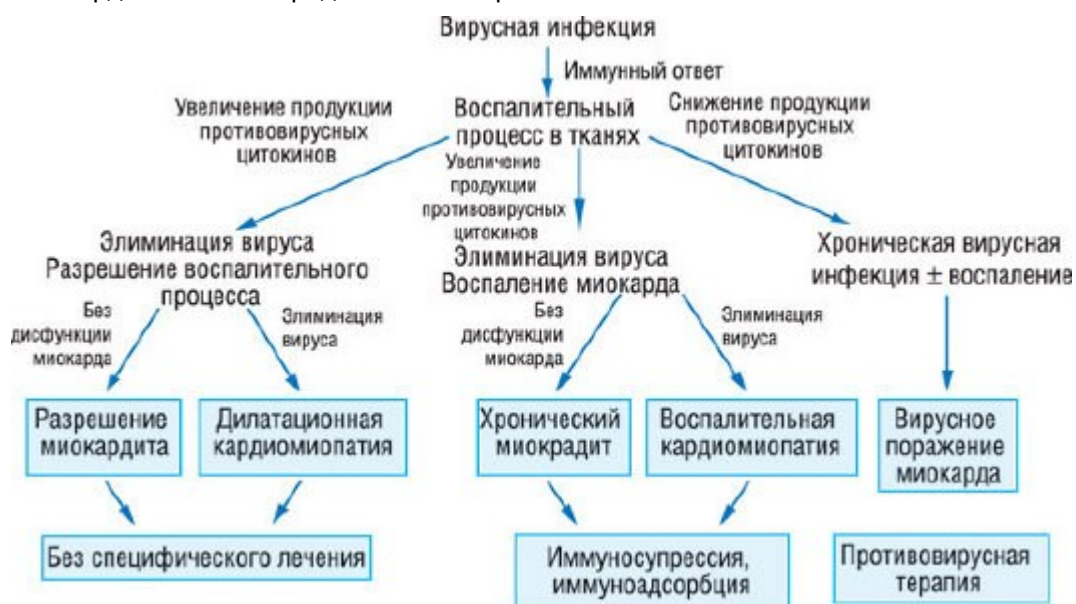 Вирусная инфекция
Иммунный ответ
Увеличение продукции
противовирусных
цитокинов
Воспалительный
процесс в тканях
Снижение продукции
противовирусных
цитокинов
Увеличение
продукции
противовирусных
цитокинов
Элиминация вируса
Разрешение воспалительного
процесса
Элиминация вируса
Воспаление миокарда
Хроническая вирусная
инфекция ± воспаление
Без
дисфункции
миокарда
Элиминация
вируса
Без
дисфункции
миокарда
Элиминация
вируса
Разрешение
миокардита
Дилатационная
кардиомиопатия
Хронический
миокрадит
Воспалительная
кардиомиопатия
Вирусное
поражение
миокарда
Без специфического лечения
Иммуносупрессия,
иммуноадсорбция
Противовирусная
терапия